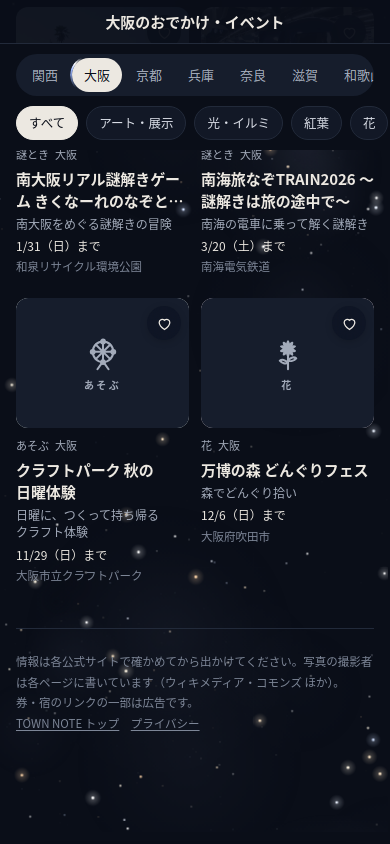 大阪のおでかけ・イベント
関西 大阪 京都 兵庫 奈良 滋賀 和歌
すべて アート・展示 光・イルミ 紅葉 花
謎とき 大阪
南大阪リアル謎解きゲー
ム きくなーれのなぞと…
南大阪をめぐる謎解きの冒険
1/31（日）まで
和泉リサイクル環境公園
謎とき 大阪
南海旅なぞTRAIN2026 〜
謎解きは旅の途中で〜
南海の電車に乗って解く謎解き
3/20（土）まで
南海電気鉄道
あそぶ
あそぶ 大阪
クラフトパーク 秋の
日曜体験
日曜に、つくって持ち帰る
クラフト体験
11/29（日）まで
大阪市立クラフトパーク
花
花 大阪
万博の森 どんぐりフェス
森でどんぐり拾い
12/6（日）まで
大阪府吹田市
情報は各公式サイトで確かめてから出かけてください。写真の撮影者
は各ページに書いています（ウィキメディア・コモンズ ほか）。
券・宿のリンクの一部は広告です。
TOWN NOTE トップ プライバシー